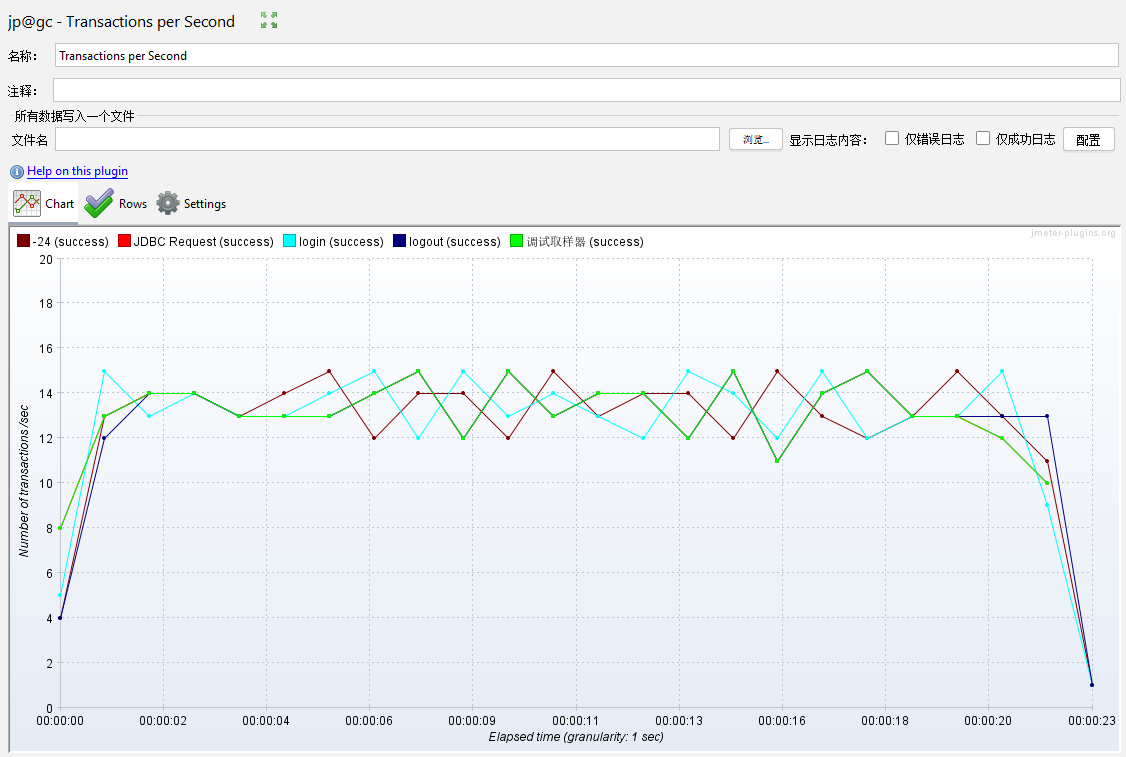 jp@gc - Transactions per Second
名称： Transactions per Second
注释：
所有数据写入一个文件
文件名 浏览... 显示日志内容： 仅错误日志 仅成功日志 配置
Help on this plugin
Chart Rows Settings
jmeter-plugins.org
-24 (success) JDBC Request (success) login (success) logout (success) 调试取样器 (success)
20
18
16
14
12
10
8
6
4
2
0
Number of transactions /sec
00:00:00 00:00:02 00:00:04 00:00:06 00:00:09 00:00:11 00:00:13 00:00:16 00:00:18 00:00:20 00:00:23
Elapsed time (granularity: 1 sec)